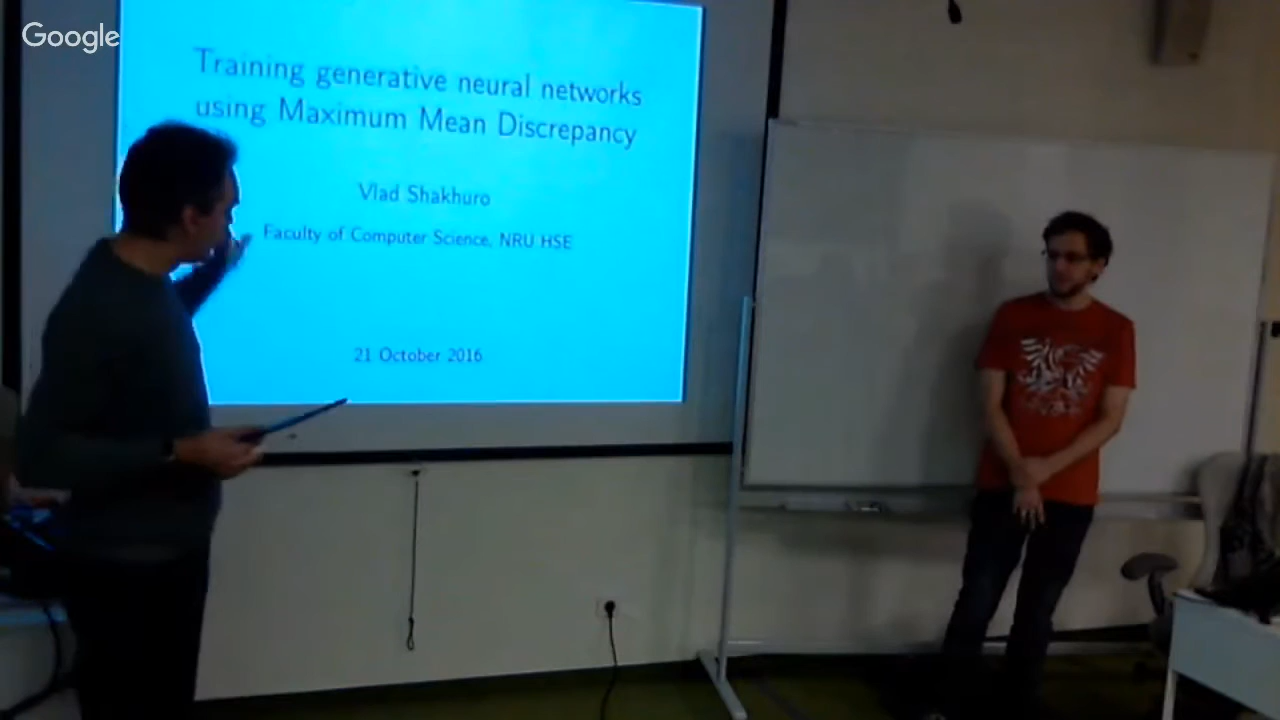 Google
Training generative neural networks
using Maximum Mean Discrepancy
Vlad Shakhuro
Faculty of Computer Science, NRU HSE
21 October 2016